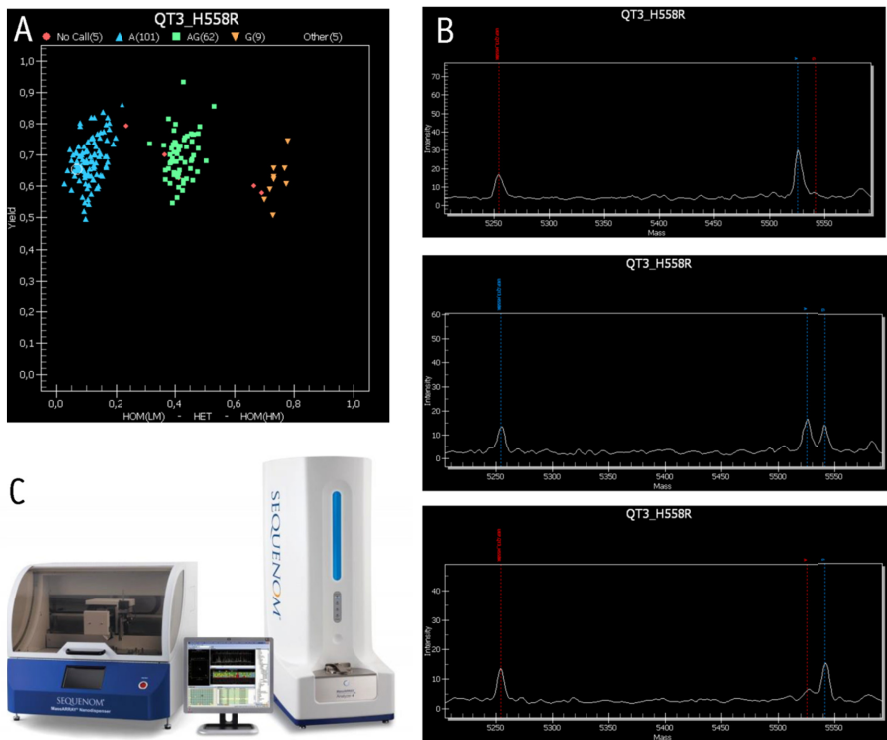 A
QT3_H558R
No Call(5) A(101) AG(62) G(9) Other(5)
1,0
0,9
0,8
0,7
0,6
0,5
0,4
0,3
0,2
0,1
0,0
Yield
0,0 0,2 0,4 0,6 0,8 1,0
HOM(LM) - HET - HOM(HM)
B
QT3_H558R
70
60
50
40
30
20
10
0
Intensity
5250 5300 5350 5400 5450 5500 5550
Mass
QT3_H558R
60
50
40
30
20
10
0
Intensity
5250 5300 5350 5400 5450 5500 5550
Mass
QT3_H558R
40
30
20
10
0
Intensity
5250 5300 5350 5400 5450 5500 5550
Mass
C
SEQUENOM
SEQUENOM
MassARRAY Nanodispenser